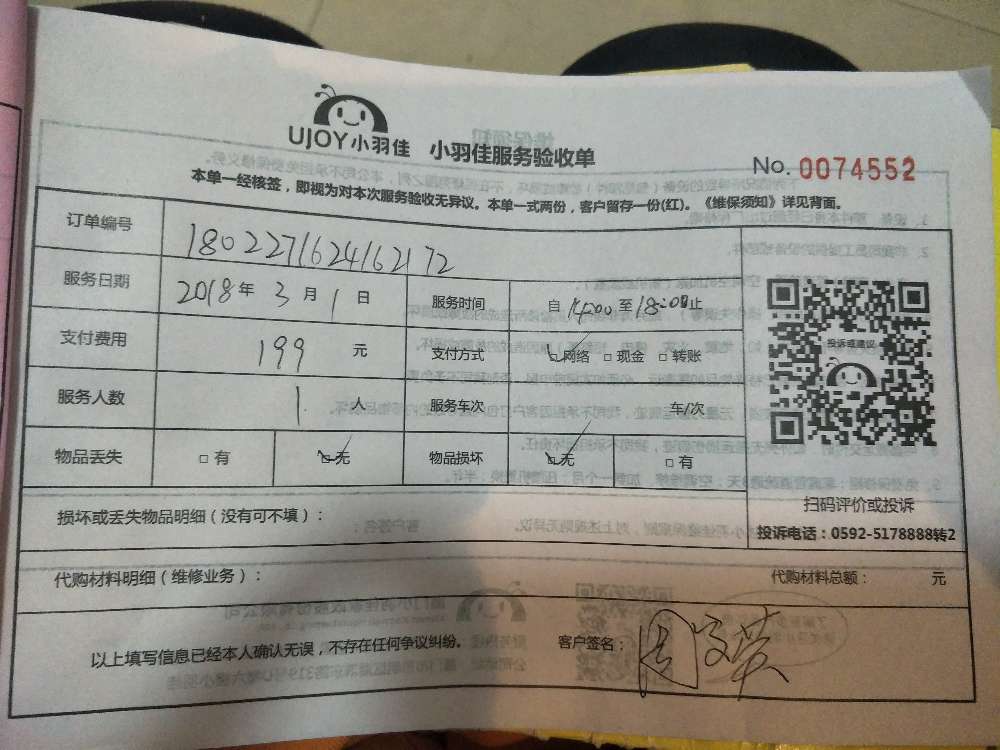 UJOY小羽佳 小羽佳服务验收单
No. 0074552
本单一经核签，即视为对本次服务验收无异议。本单一式两份，客户留存一份(红)。《维保须知》详见背面。
订单编号 1802271624162172
服务日期 2018年3月1日 服务时间 自14:00至18:00止
支付费用 199元 支付方式 ☑网络 □现金 □转账
投诉或建议
服务人数 1人 服务车次 车/次
物品丢失 □有 ☑无 物品损坏 ☑无 □有
扫码评价或投诉
损坏或丢失物品明细（没有可不填）：
投诉电话：0592-5178888转2
代购材料明细（维修业务）： 代购材料总额： 元
以上填写信息已经本人确认无误，不存在任何争议纠纷。 客户签名：